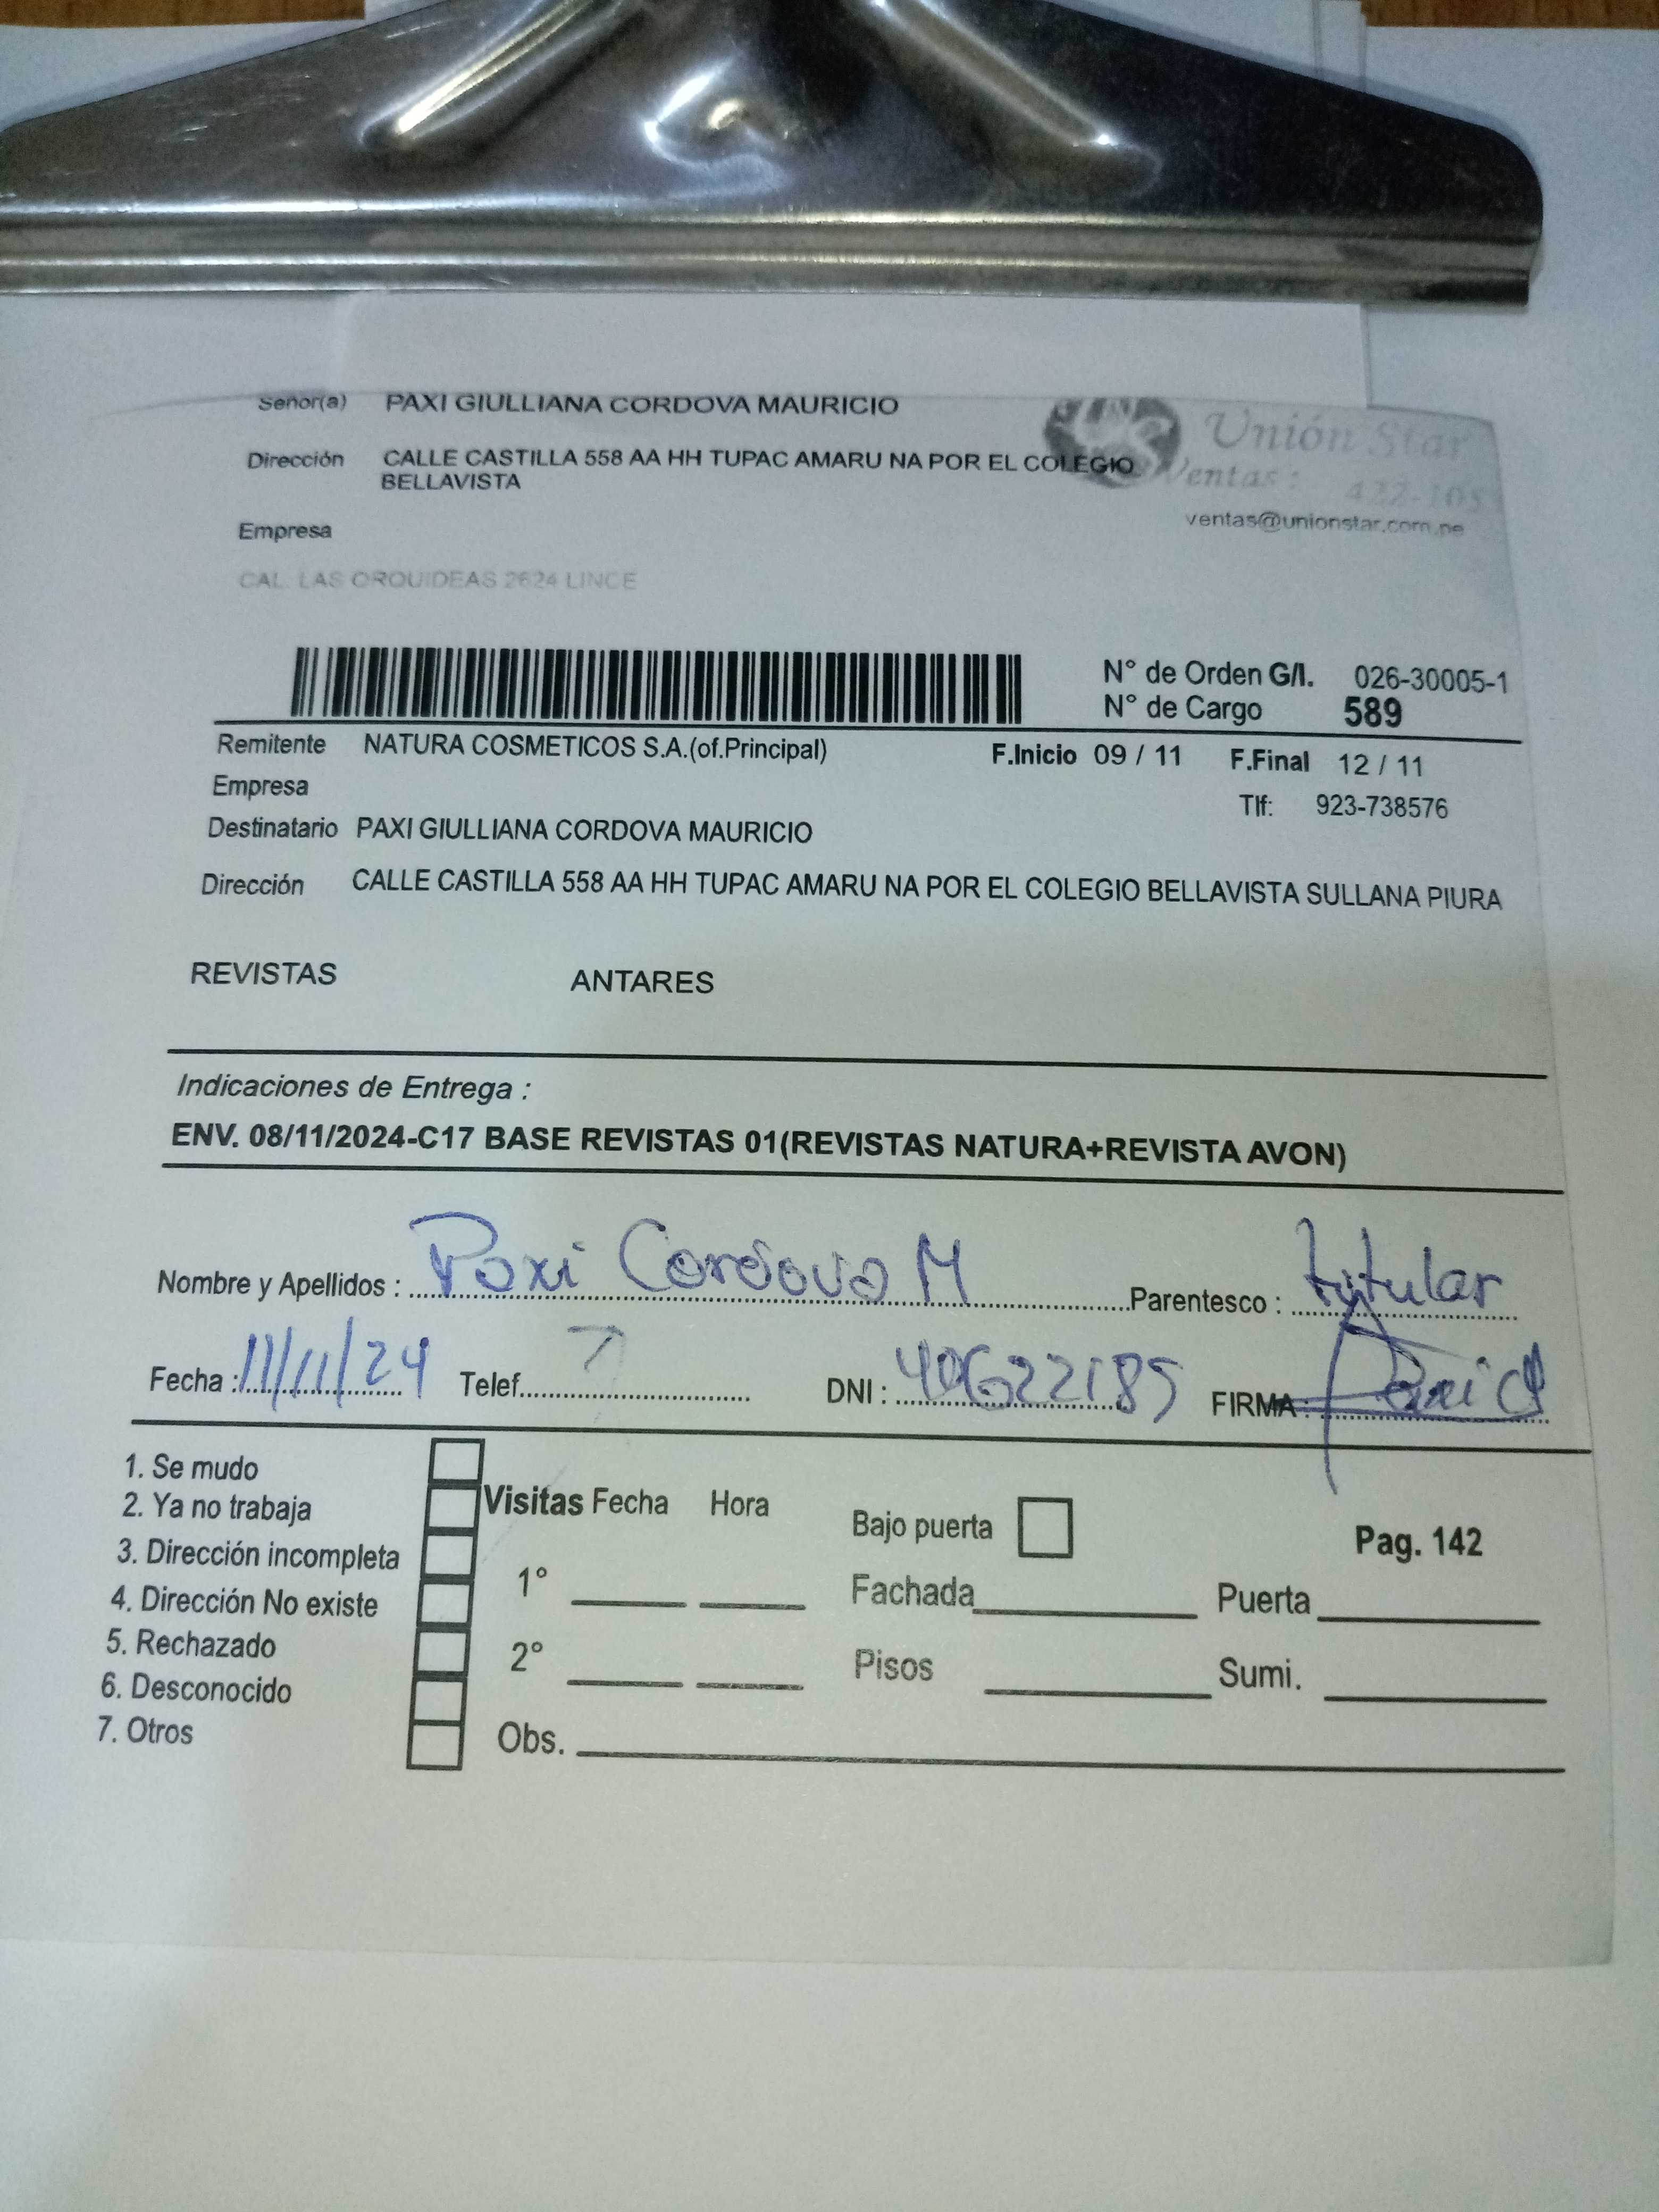 Señor(a) PAXI GIULLIANA CORDOVA MAURICIO
Unión Star
Dirección CALLE CASTILLA 558 AA HH TUPAC AMARU NA POR EL COLEGIO
BELLAVISTA
Ventas: 422-105
ventas@unionstar.com.pe
Empresa
CAL. LAS ORQUIDEAS 2624 LINCE
N° de Orden G/I. 026-30005-1
N° de Cargo 589
Remitente NATURA COSMETICOS S.A.(of.Principal) F.Inicio 09 / 11 F.Final 12 / 11
Empresa Tlf: 923-738576
Destinatario PAXI GIULLIANA CORDOVA MAURICIO
Dirección CALLE CASTILLA 558 AA HH TUPAC AMARU NA POR EL COLEGIO BELLAVISTA SULLANA PIURA
REVISTAS ANTARES
Indicaciones de Entrega :
ENV. 08/11/2024-C17 BASE REVISTAS 01(REVISTAS NATURA+REVISTA AVON)
Nombre y Apellidos : Paxi Cordova M Parentesco : titular
Fecha : 11/11/24 Telef. 7 DNI : 40622185 FIRMA : Paxi C
1. Se mudo
2. Ya no trabaja
3. Dirección incompleta
4. Dirección No existe
5. Rechazado
6. Desconocido
7. Otros
Visitas Fecha Hora
1°
2°
Obs.
Bajo puerta
Pag. 142
Fachada Puerta
Pisos Sumi.